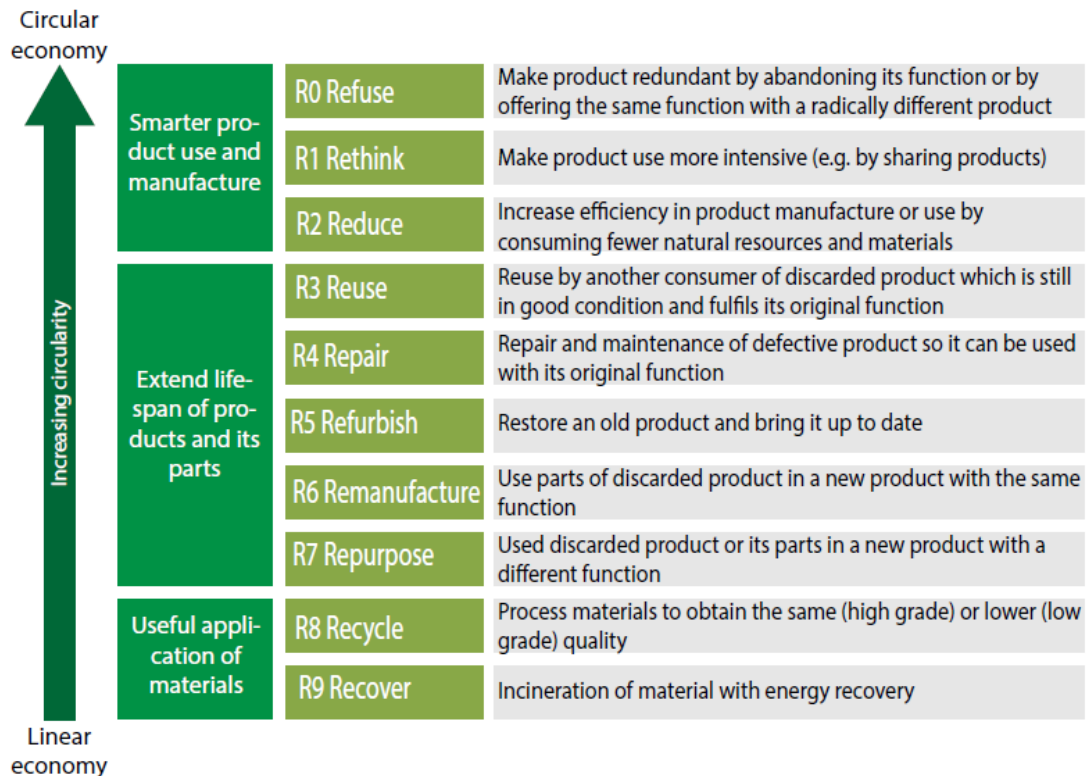 Circular
economy
Increasing circularity
Linear
economy
Smarter pro-
duct use and
manufacture
R0 Refuse
Make product redundant by abandoning its function or by
offering the same function with a radically different product
R1 Rethink
Make product use more intensive (e.g. by sharing products)
R2 Reduce
Increase efficiency in product manufacture or use by
consuming fewer natural resources and materials
Extend life-
span of pro-
ducts and its
parts
R3 Reuse
Reuse by another consumer of discarded product which is still
in good condition and fulfils its original function
R4 Repair
Repair and maintenance of defective product so it can be used
with its original function
R5 Refurbish
Restore an old product and bring it up to date
R6 Remanufacture
Use parts of discarded product in a new product with the same
function
R7 Repurpose
Used discarded product or its parts in a new product with a
different function
Useful appli-
cation of
materials
R8 Recycle
Process materials to obtain the same (high grade) or lower (low
grade) quality
R9 Recover
Incineration of material with energy recovery